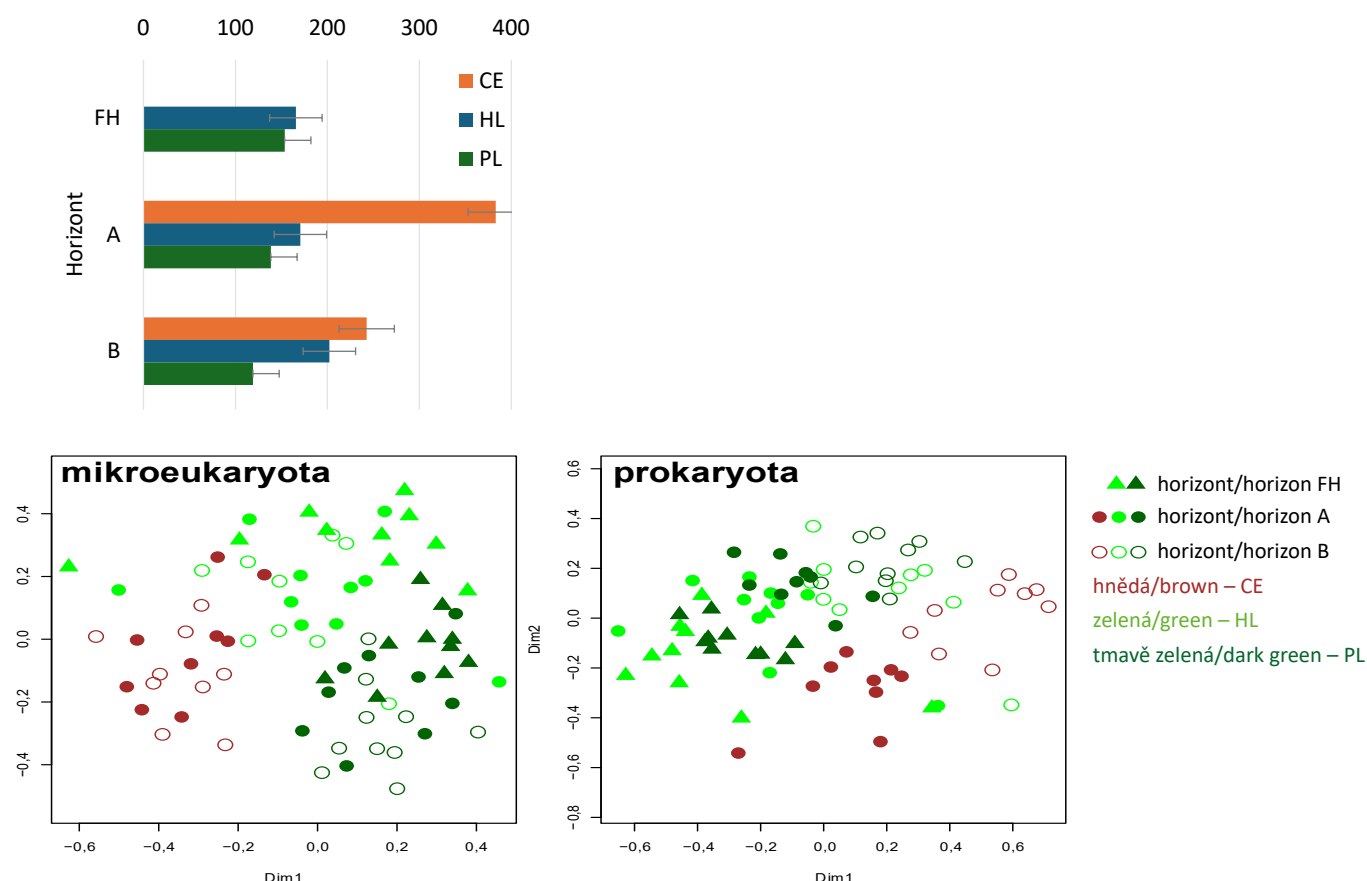 0 100 200 300 400
CE
HL
PL
FH
A
B
Horizont
mikroeukaryota
0,4
0,2
0,0
−0,2
−0,4
−0,6 −0,4 −0,2 0,0 0,2 0,4
Dim1
prokaryota
Dim2
0,6
0,4
0,2
0,0
−0,2
−0,4
−0,6
−0,8
−0,6 −0,4 −0,2 0,0 0,2 0,4 0,6
Dim1
horizont/horizon FH
horizont/horizon A
horizont/horizon B
hnědá/brown – CE
zelená/green – HL
tmavě zelená/dark green – PL